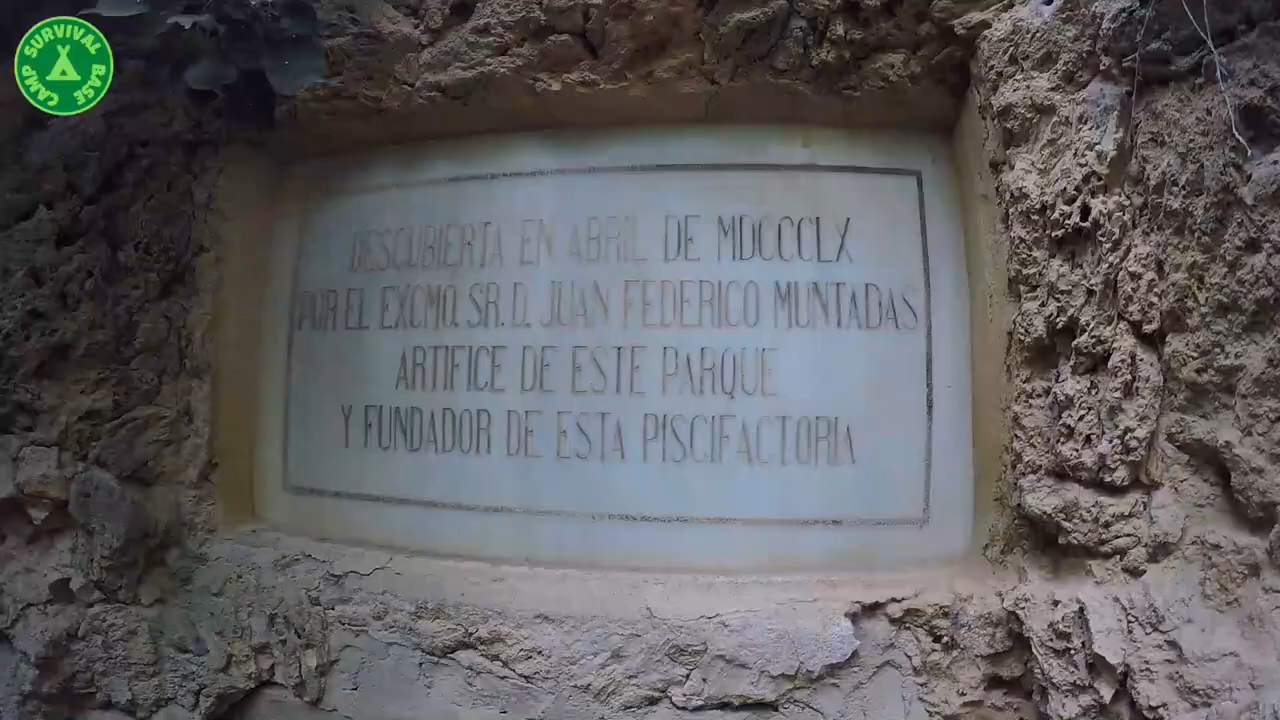 SURVIVAL BASE CAMP
DESCUBIERTA EN ABRIL DE MDCCCLX
POR EL EXCMO. SR. D. JUAN FEDERICO MUNTADAS
ARTIFICE DE ESTE PARQUE
Y FUNDADOR DE ESTA PISCIFACTORIA